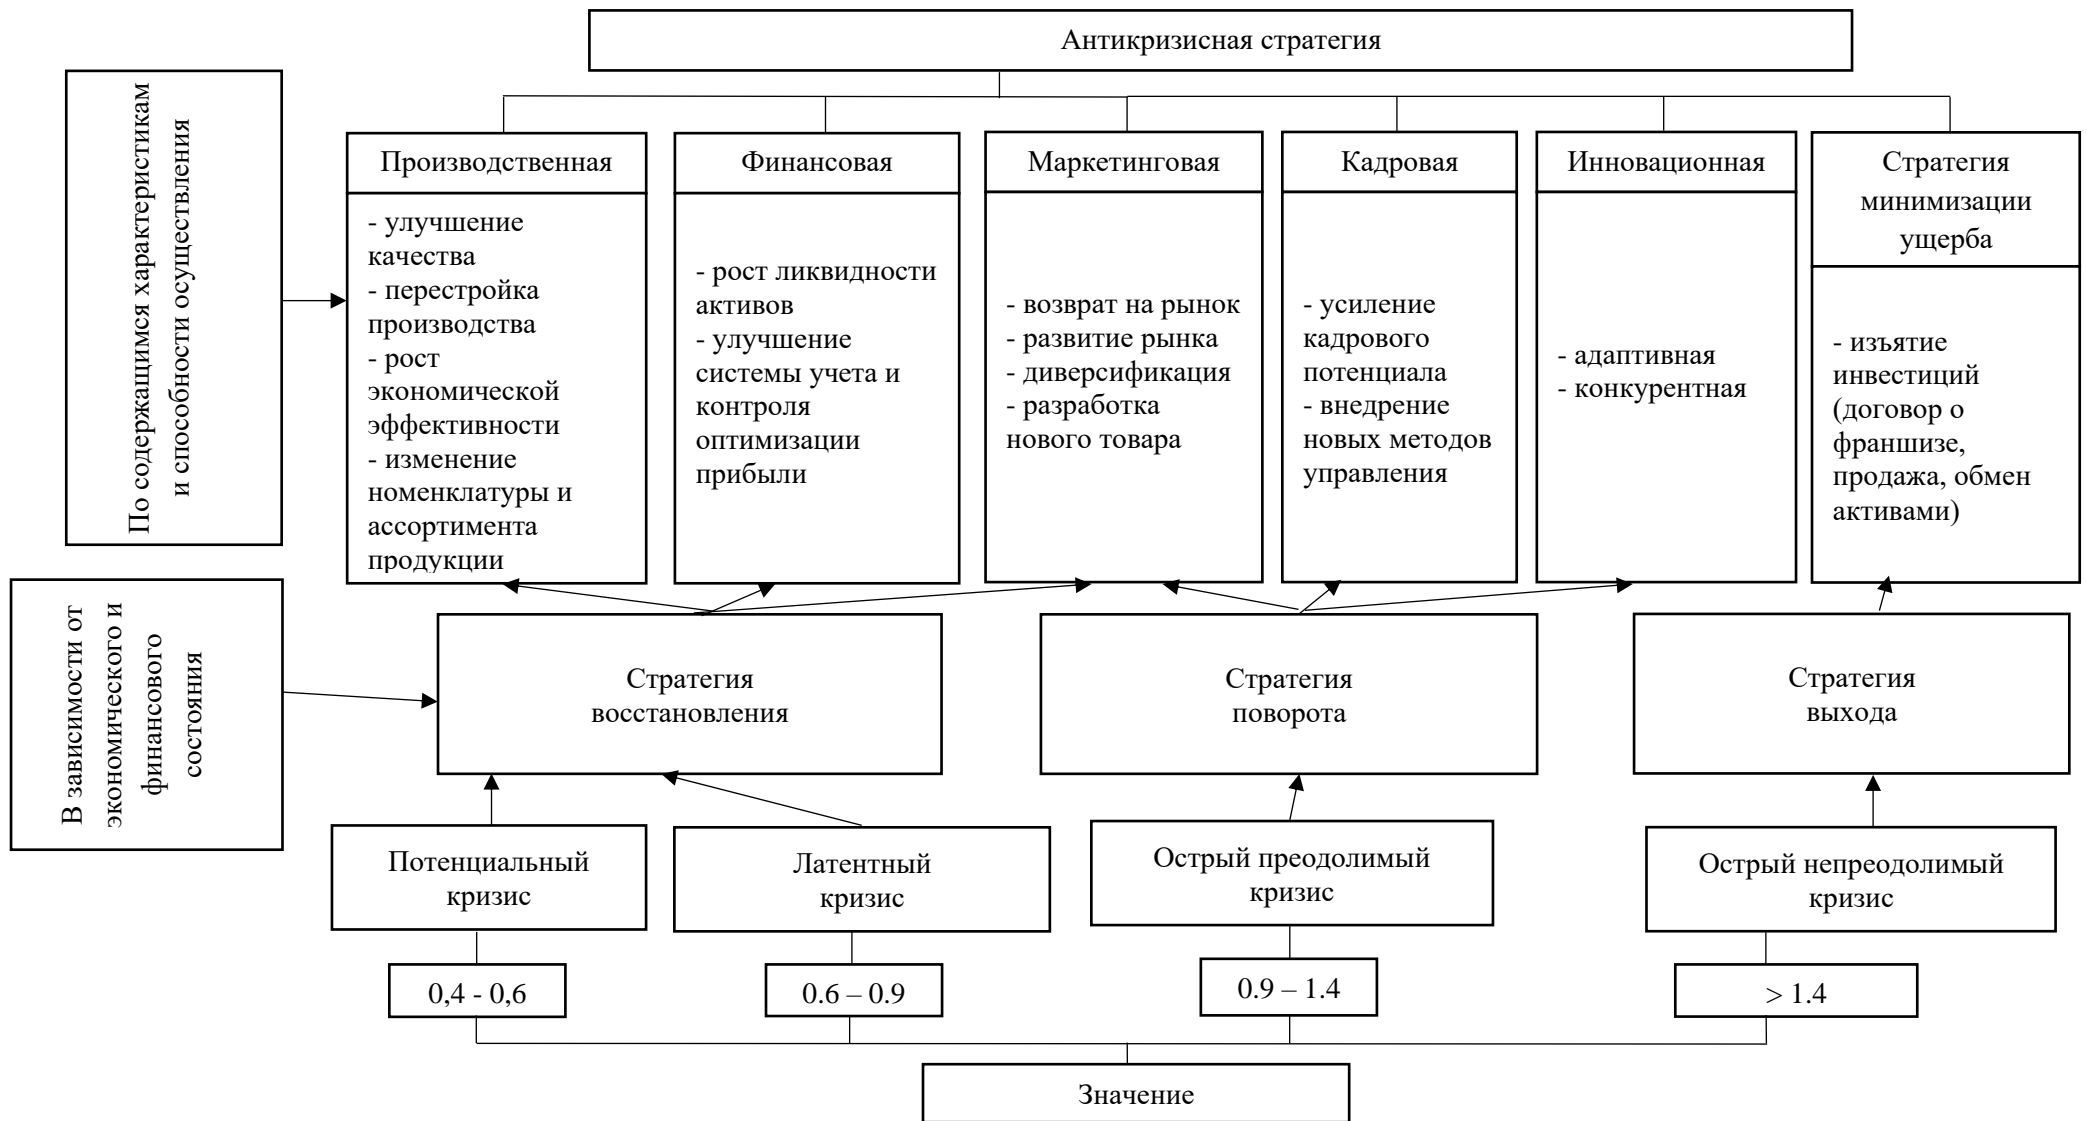 Антикризисная стратегия
По содержащимся характеристикам
и способности осуществления
Производственная
- улучшение
качества
- перестройка
производства
- рост
экономической
эффективности
- изменение
номенклатуры и
ассортимента
продукции
Финансовая
- рост ликвидности
активов
- улучшение
системы учета и
контроля
оптимизации
прибыли
Маркетинговая
- возврат на рынок
- развитие рынка
- диверсификация
- разработка
нового товара
Кадровая
- усиление
кадрового
потенциала
- внедрение
новых методов
управления
Инновационная
- адаптивная
- конкурентная
Стратегия
минимизации
ущерба
- изъятие
инвестиций
(договор о
франшизе,
продажа, обмен
активами)
В зависимости от
экономического и
финансового
состояния
Стратегия
восстановления
Стратегия
поворота
Стратегия
выхода
Потенциальный
кризис
Латентный
кризис
Острый преодолимый
кризис
Острый непреодолимый
кризис
0,4 - 0,6
0.6 – 0.9
0.9 – 1.4
> 1.4
Значение